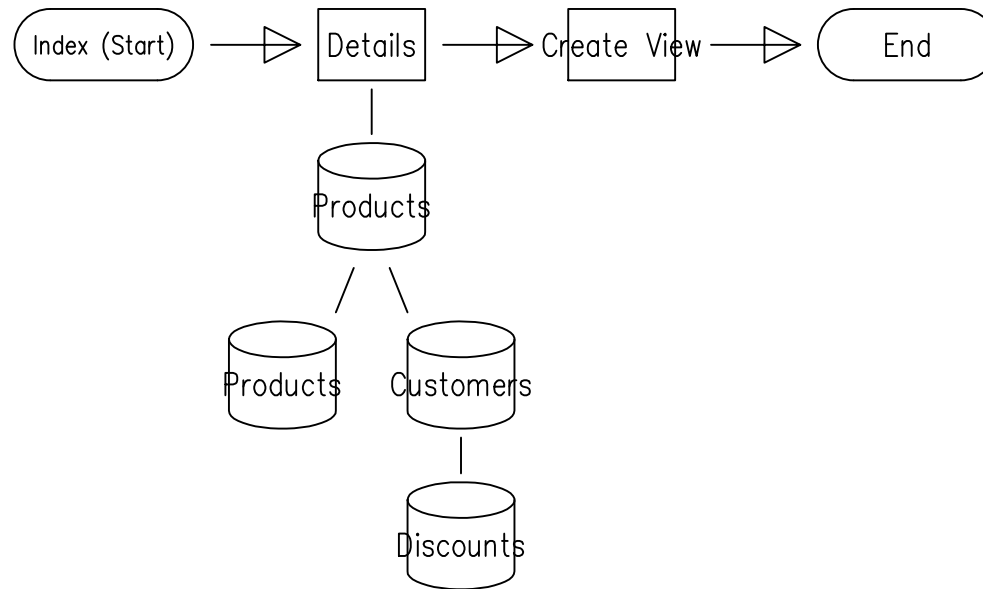 Index (Start)
Details
Create View
End
Products
Products
Customers
Discounts